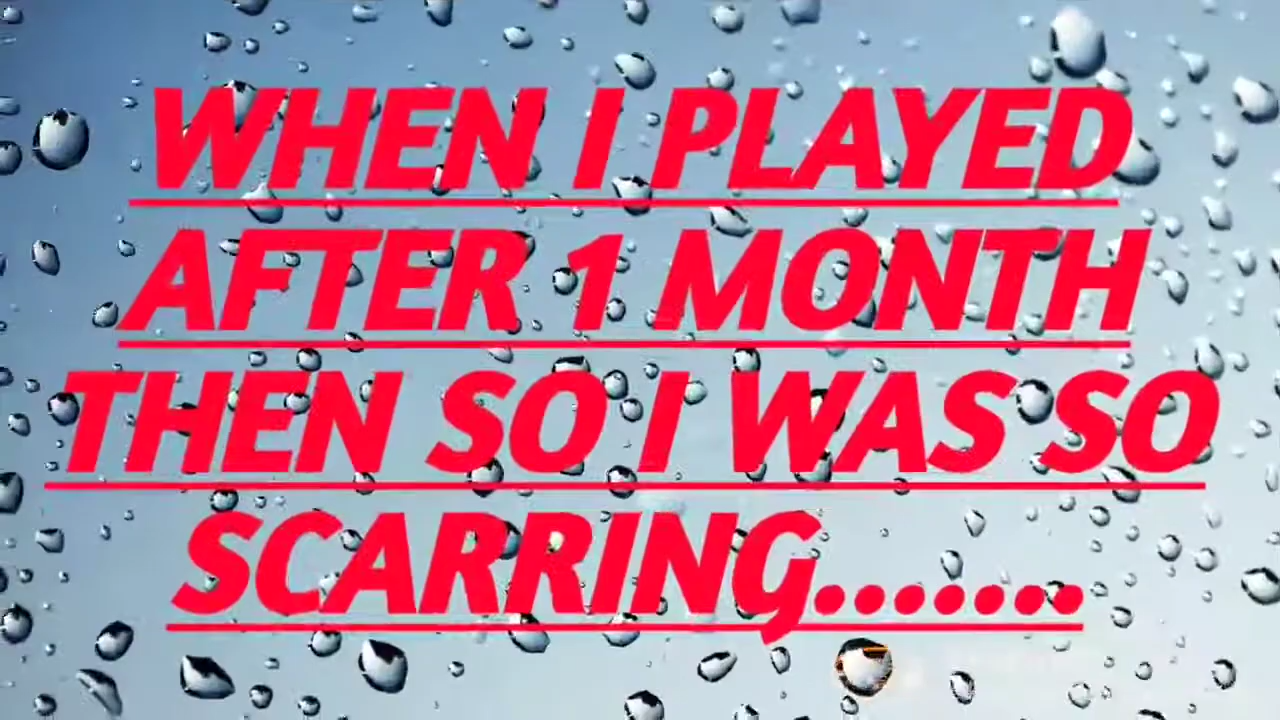 WHEN I PLAYED
AFTER 1 MONTH
THEN SO I WAS SO
SCARRING.......